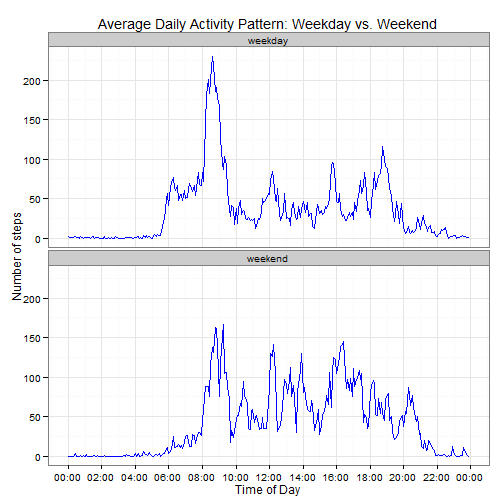 Average Daily Activity Pattern: Weekday vs. Weekend
weekday
200
150
100
50
0
Number of steps
weekend
200
150
100
50
0
00:00 02:00 04:00 06:00 08:00 10:00 12:00 14:00 16:00 18:00 20:00 22:00 00:00
Time of Day